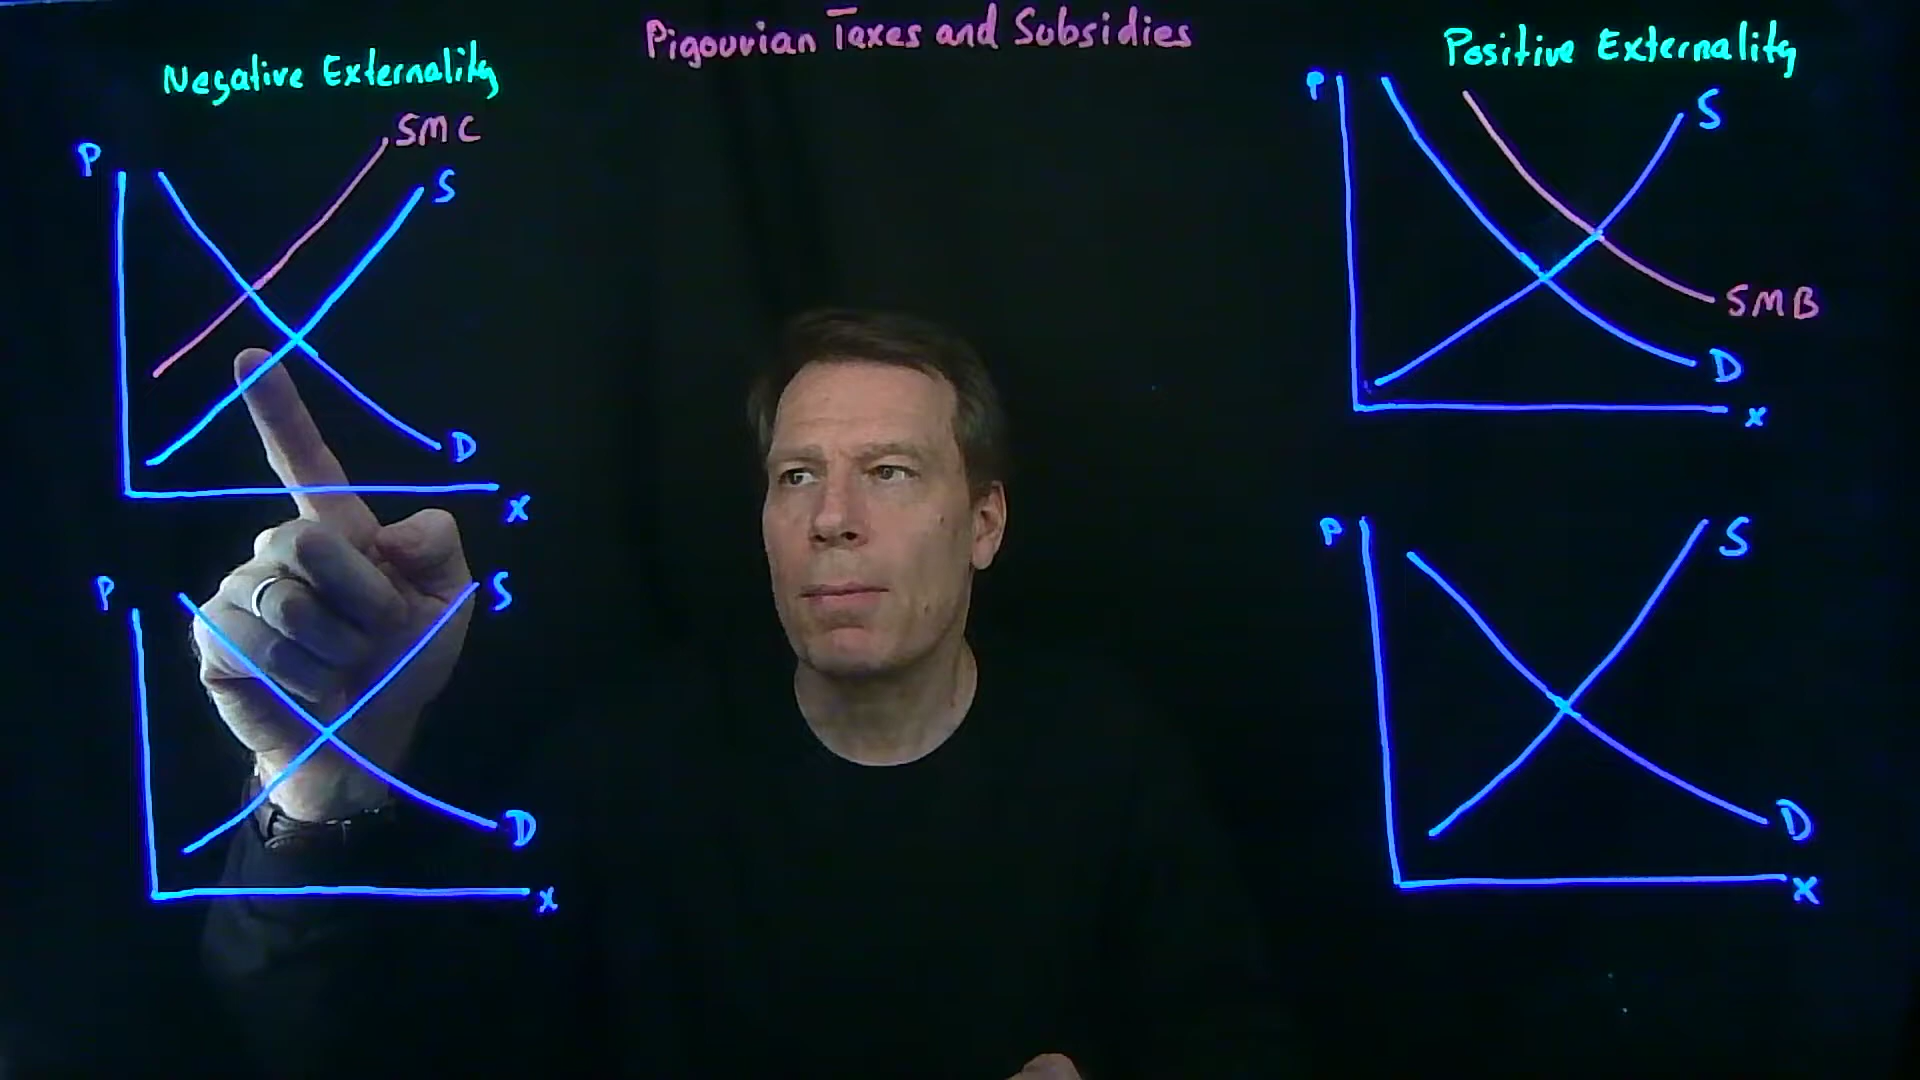 Pigouvian Taxes and Subsidies
Negative Externality
SMC
P
S
D
X
P
S
D
X
Positive Externality
P
S
SMB
D
X
P
S
D
X